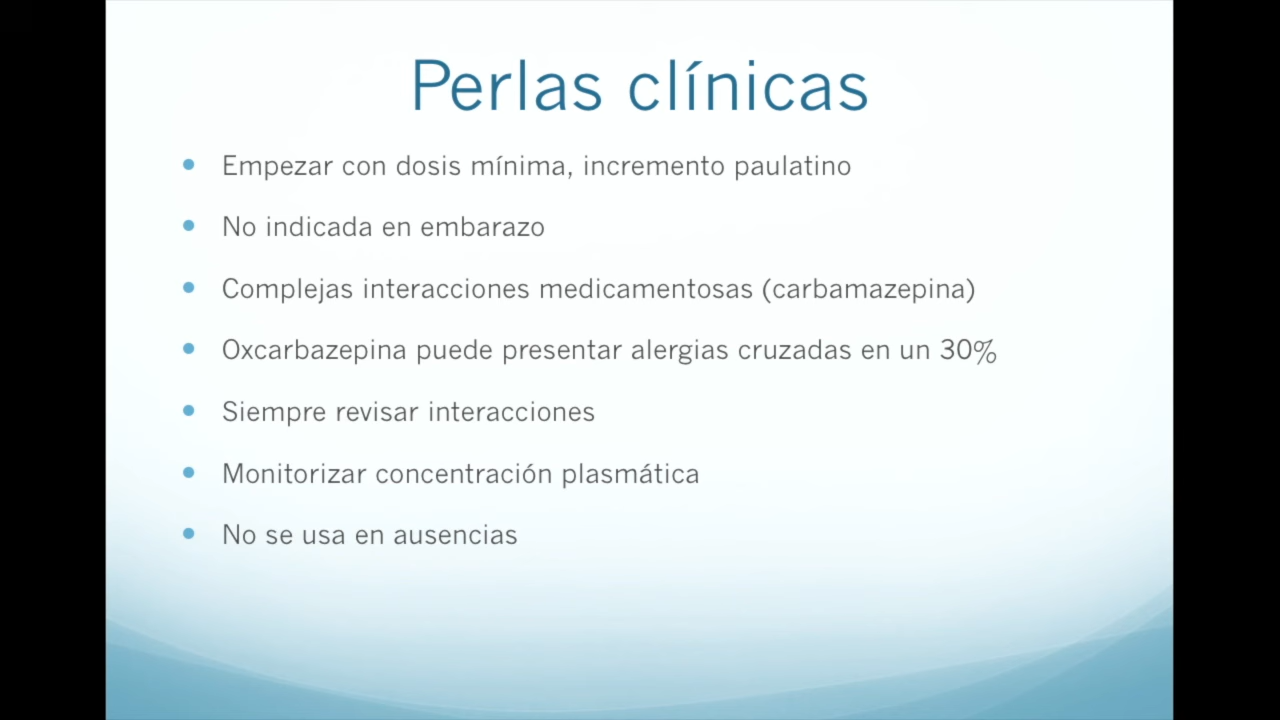 Perlas clínicas
Empezar con dosis mínima, incremento paulatino
No indicada en embarazo
Complejas interacciones medicamentosas (carbamazepina)
Oxcarbazepina puede presentar alergias cruzadas en un 30%
Siempre revisar interacciones
Monitorizar concentración plasmática
No se usa en ausencias